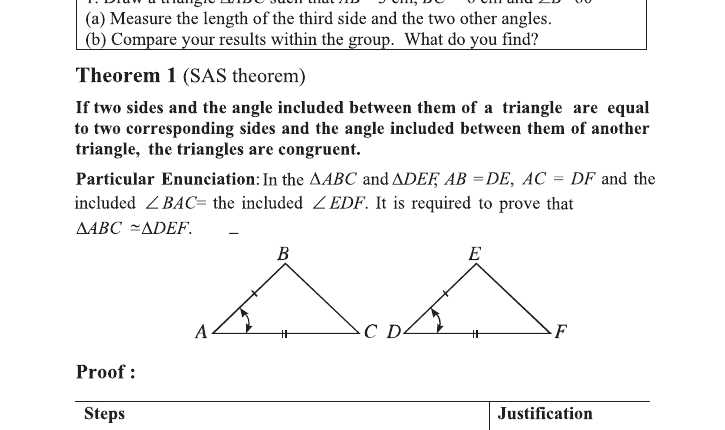 (a) Measure the length of the third side and the two other angles.
(b) Compare your results within the group. What do you find?
Theorem 1 (SAS theorem)
If two sides and the angle included between them of a triangle are equal
to two corresponding sides and the angle included between them of another
triangle, the triangles are congruent.
Particular Enunciation: In the ΔABC and ΔDEF, AB = DE, AC = DF and the
included ∠BAC= the included ∠EDF. It is required to prove that
ΔABC ≃ΔDEF.
B E
A C D F
Proof :
Steps Justification